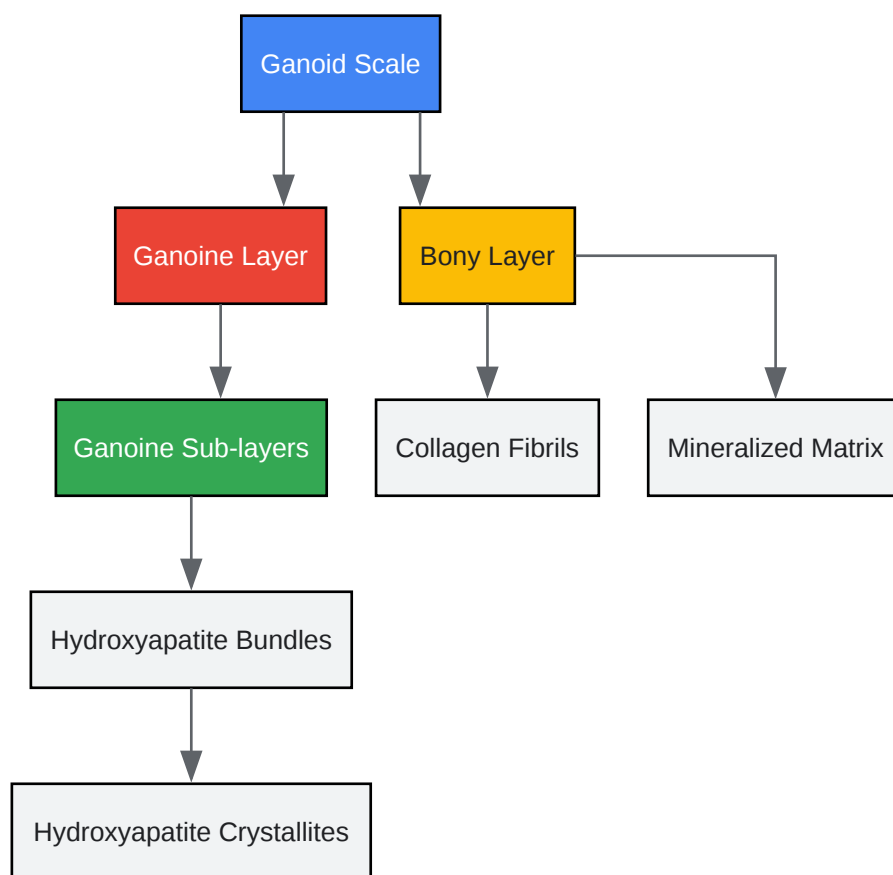 Ganoid Scale
Ganoine Layer
Bony Layer
Ganoine Sub-layers
Collagen Fibrils
Mineralized Matrix
Hydroxyapatite Bundles
Hydroxyapatite Crystallites